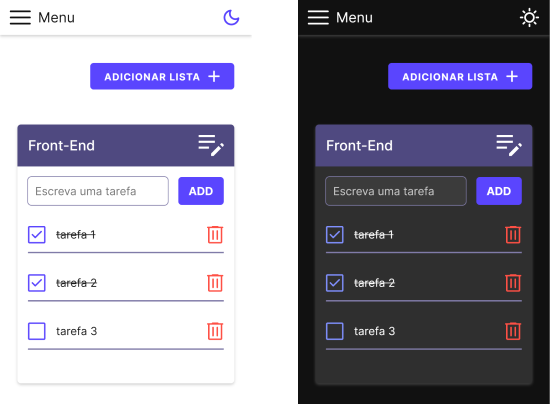 Menu
ADICIONAR LISTA +
Front-End
Escreva uma tarefa
ADD
tarefa 1
tarefa 2
tarefa 3
Menu
ADICIONAR LISTA +
Front-End
Escreva uma tarefa
ADD
tarefa 1
tarefa 2
tarefa 3